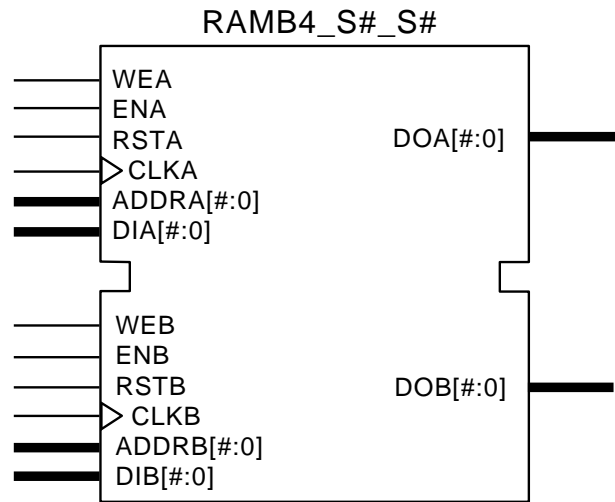 RAMB4_S#_S#
WEA
ENA
RSTA
CLKA
ADDRA[#:0]
DIA[#:0]
DOA[#:0]
WEB
ENB
RSTB
CLKB
ADDRB[#:0]
DIB[#:0]
DOB[#:0]